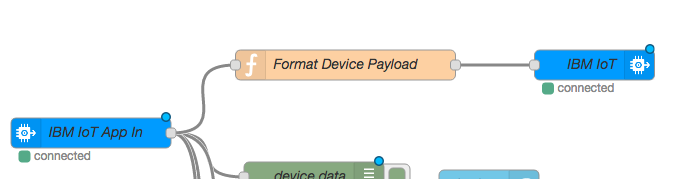 Format Device Payload
IBM IoT
connected
IBM IoT App In
connected
device data